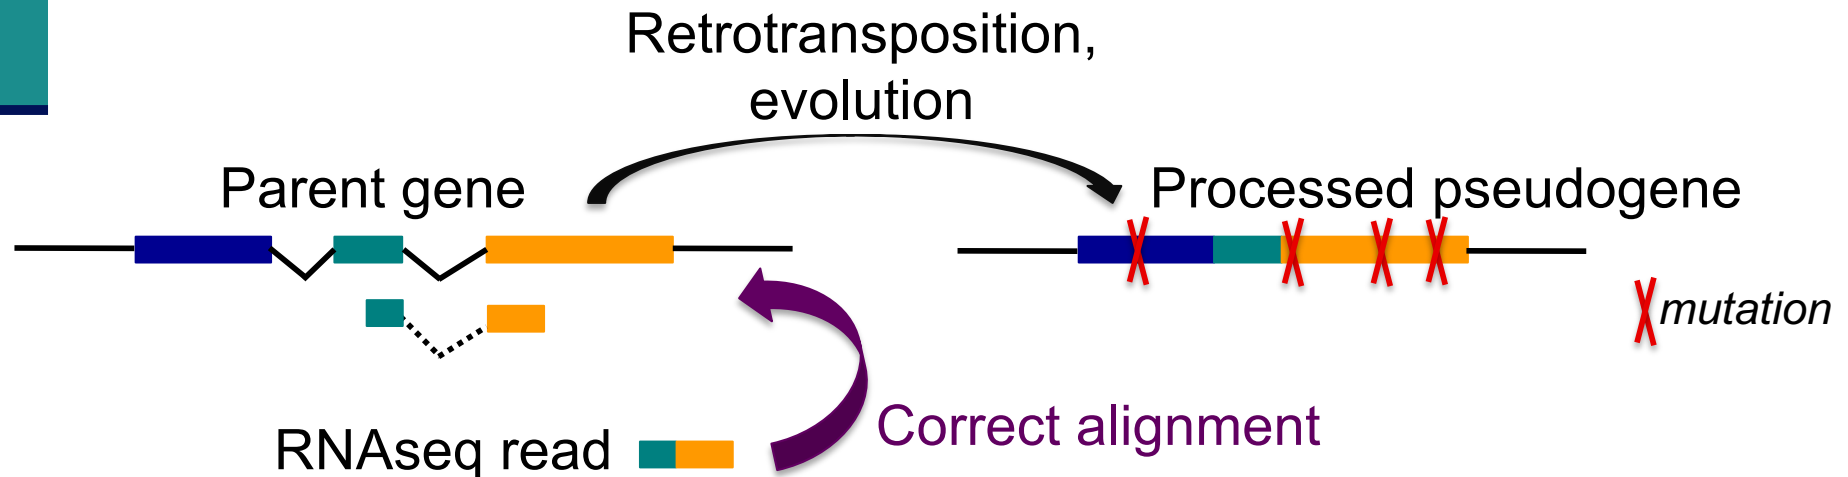 Retrotransposition,
evolution
Parent gene
Processed pseudogene
mutation
Correct alignment
RNAseq read